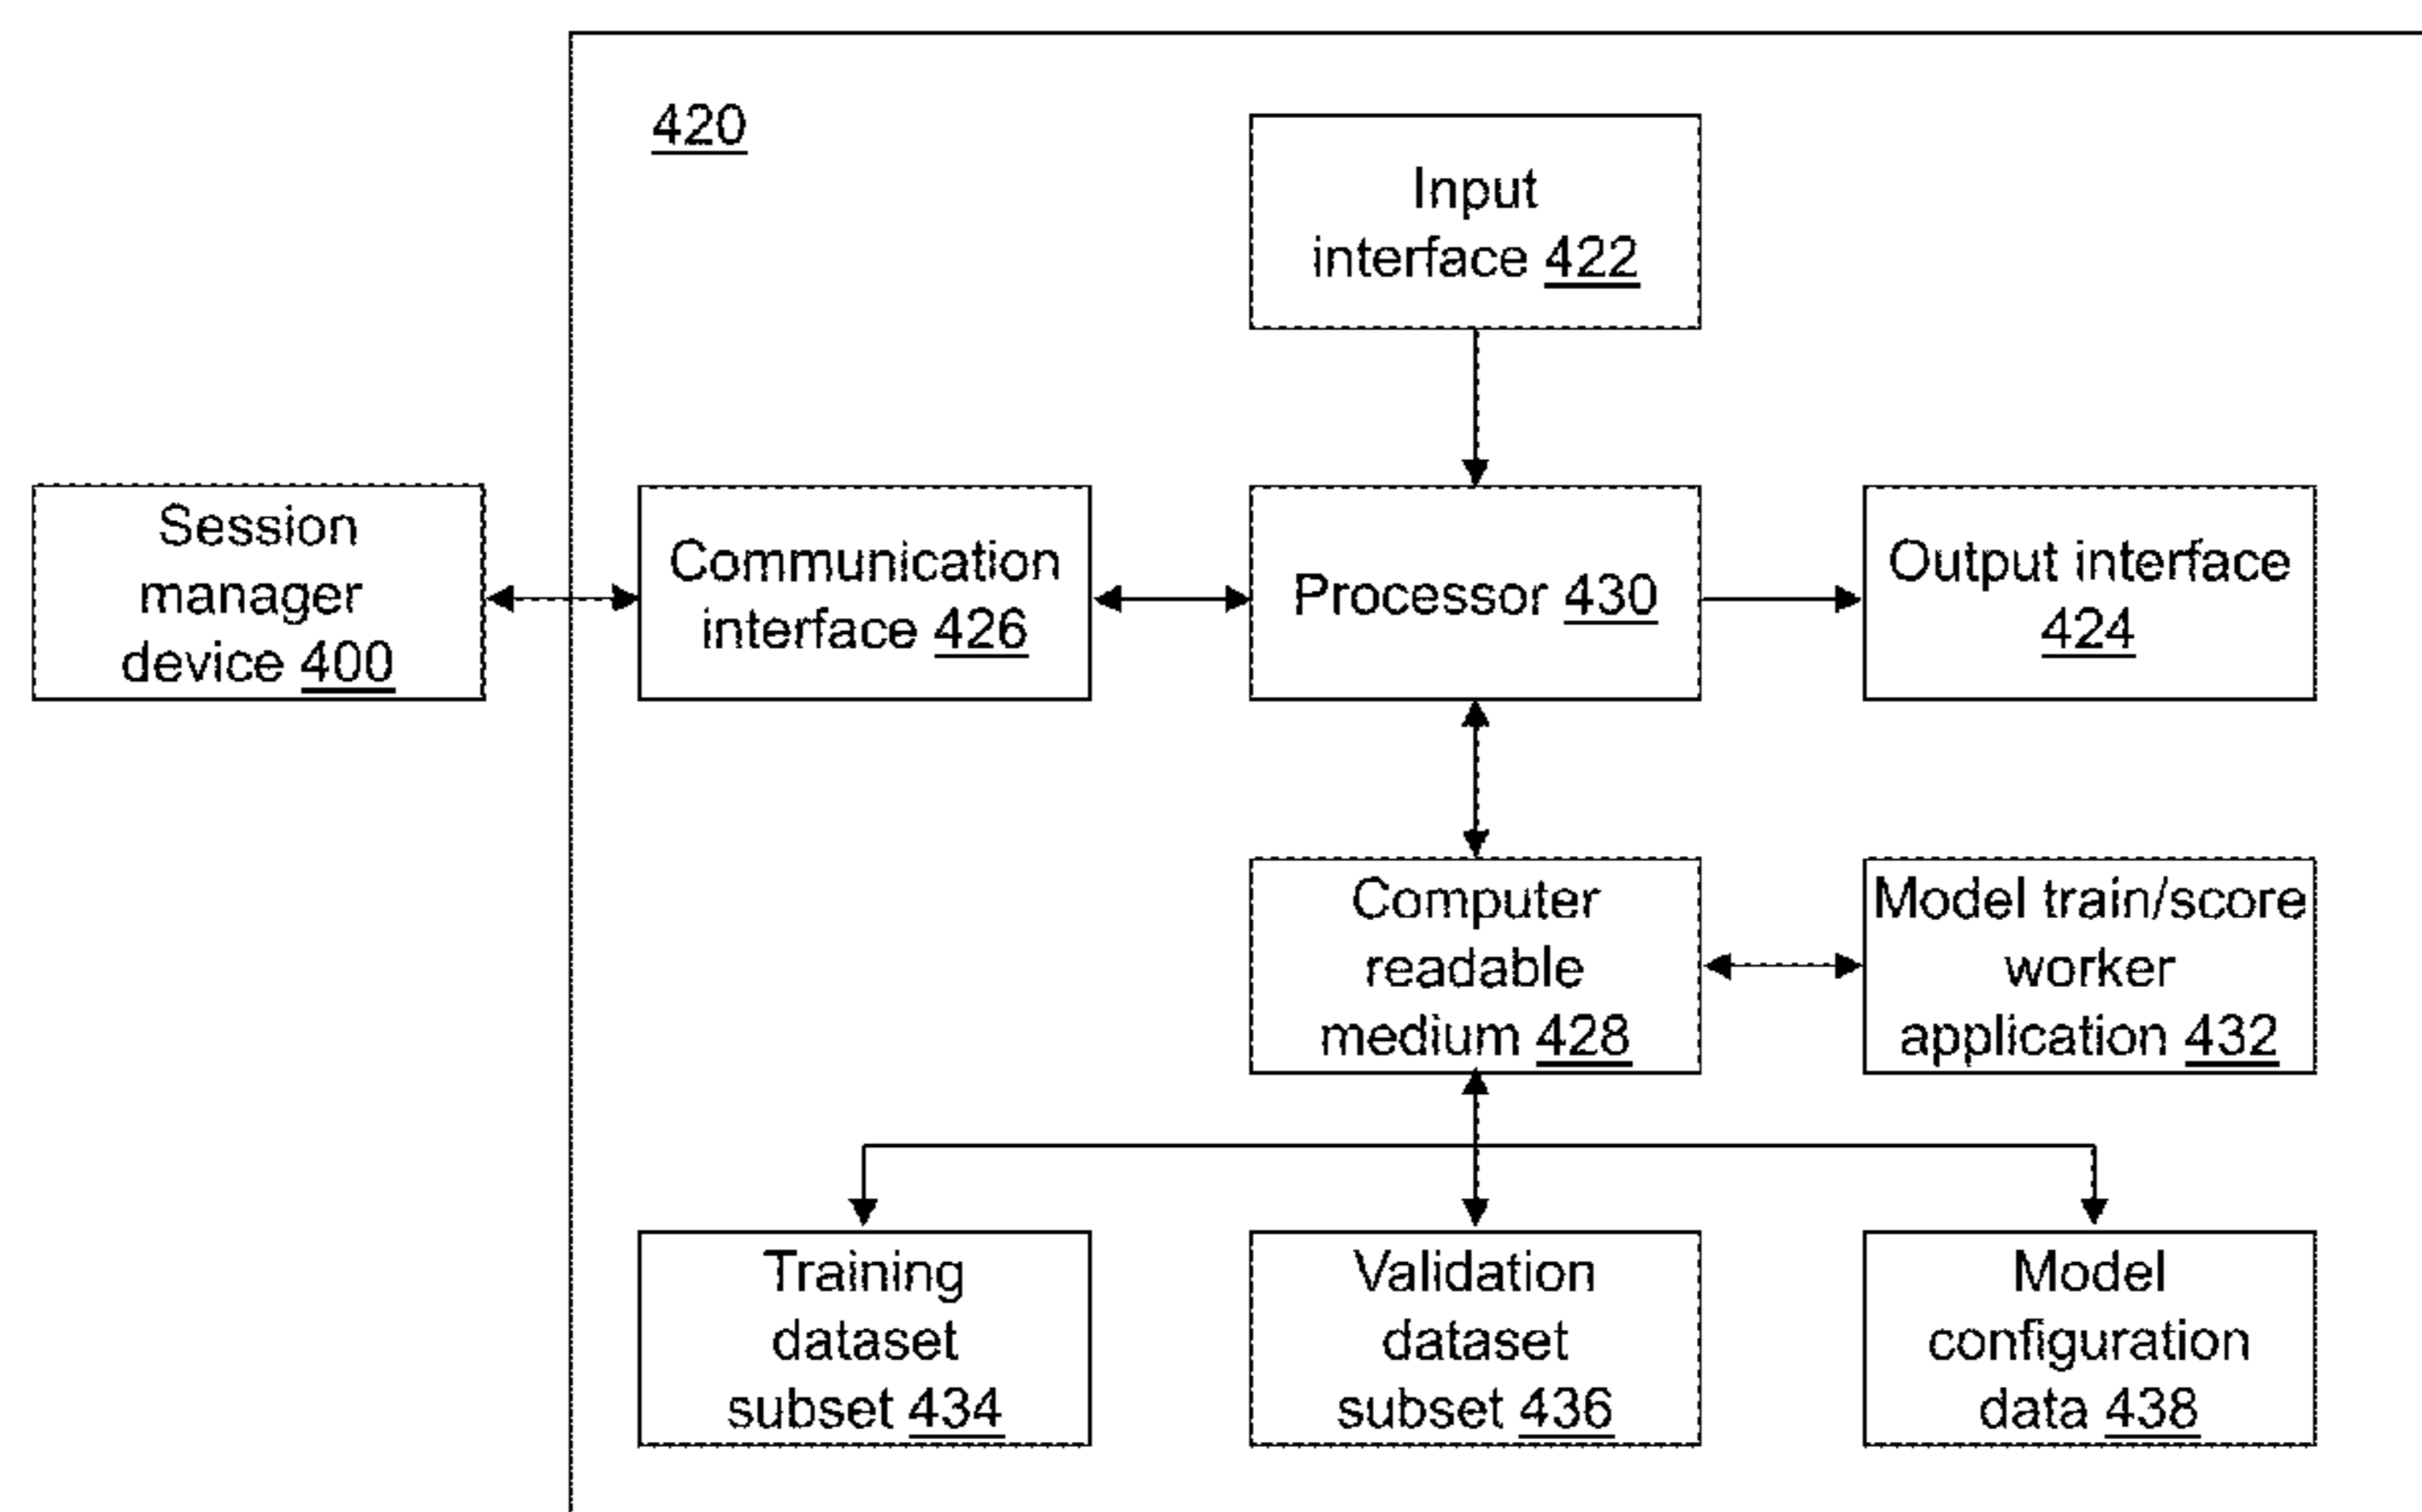 420
Input
interface 422
Session
manager
device 400
Communication
interface 426
Processor 430
Output interface
424
Computer
readable
medium 428
Model train/score
worker
application 432
Training
dataset
subset 434
Validation
dataset
subset 436
Model
configuration
data 438